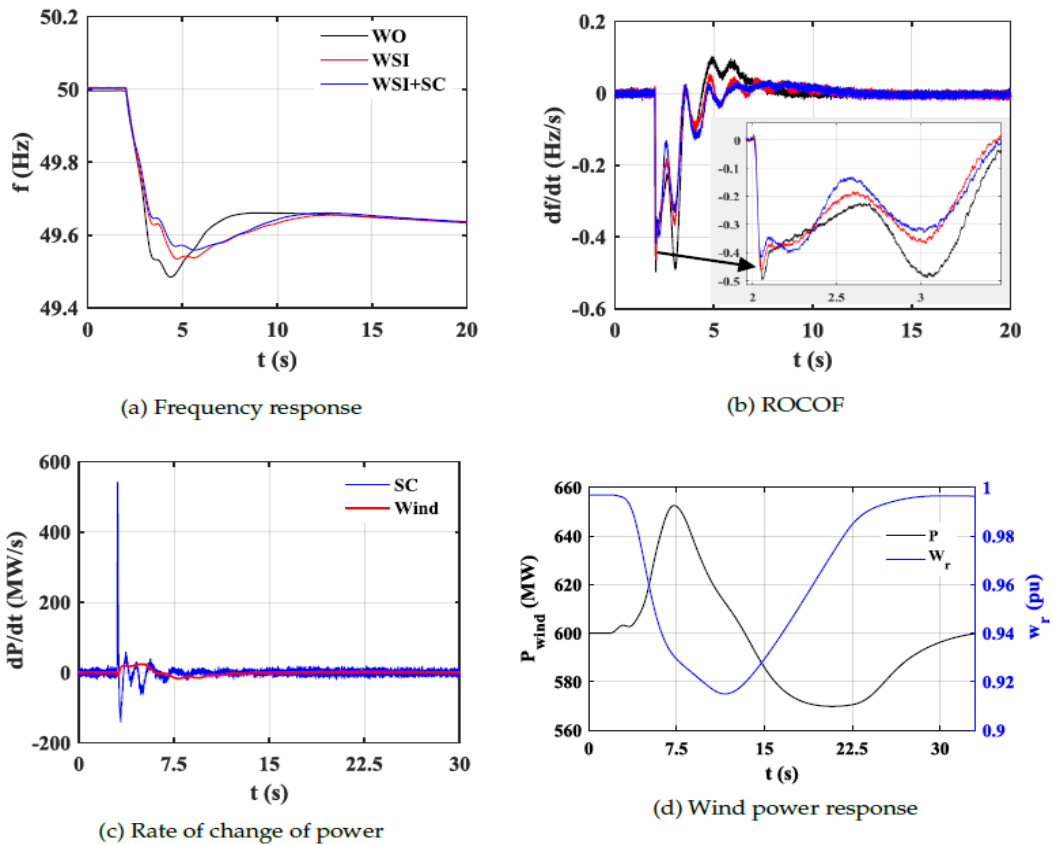 50.2
50
49.8
49.6
49.4
f (Hz)
WO
WSI
WSI+SC
0
5
10
15
20
t (s)
(a) Frequency response
0.2
0
-0.2
-0.4
-0.6
df/dt (Hz/s)
0
-0.1
-0.2
-0.3
-0.4
-0.5
2
2.5
3
0
5
10
15
20
t (s)
(b) ROCOF
600
400
200
0
-200
dP/dt (MW/s)
SC
Wind
0
7.5
15
22.5
30
t (s)
(c) Rate of change of power
660
640
620
600
580
560
P_wind (MW)
P
W_r
1
0.98
0.96
0.94
0.92
0.9
w_r (pu)
0
7.5
15
22.5
30
t (s)
(d) Wind power response